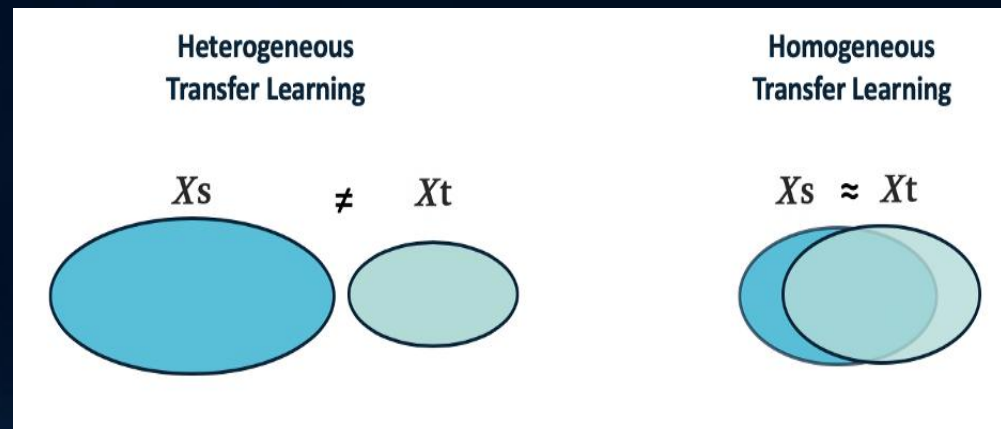 Heterogeneous
Transfer Learning
Xs ≠ Xt
Homogeneous
Transfer Learning
Xs ≈ Xt